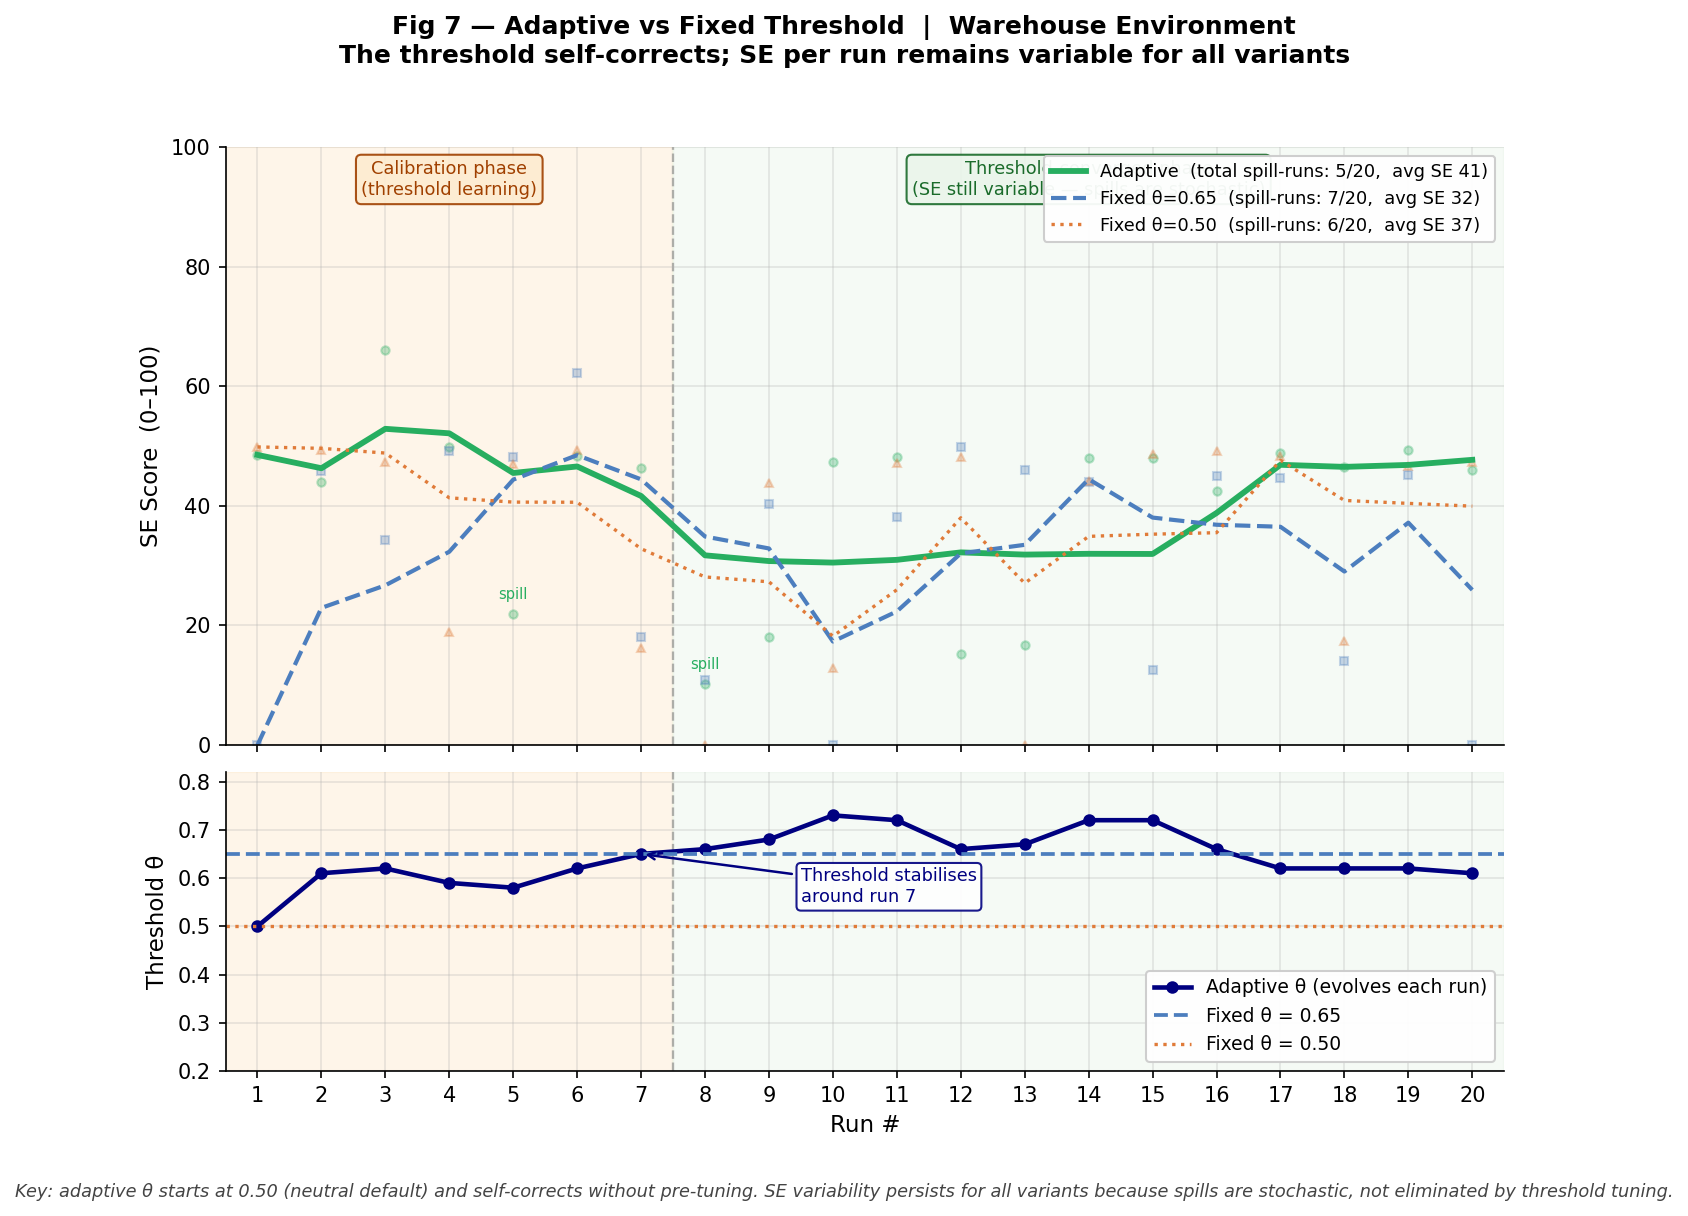 Fig 7 — Adaptive vs Fixed Threshold  |  Warehouse Environment
The threshold self-corrects; SE per run remains variable for all variants
SE Score  (0–100)
100
80
60
40
20
0
Calibration phase
(threshold learning)
(SE still variable
Adaptive  (total spill-runs: 5/20,  avg SE 41)
Fixed θ=0.65  (spill-runs: 7/20,  avg SE 32)
Fixed θ=0.50  (spill-runs: 6/20,  avg SE 37)
spill
spill
Threshold θ
0.8
0.7
0.6
0.5
0.4
0.3
0.2
Threshold stabilises
around run 7
Adaptive θ (evolves each run)
Fixed θ = 0.65
Fixed θ = 0.50
1 2 3 4 5 6 7 8 9 10 11 12 13 14 15 16 17 18 19 20
Run #
Key: adaptive θ starts at 0.50 (neutral default) and self-corrects without pre-tuning. SE variability persists for all variants because spills are stochastic, not eliminated by threshold tuning.